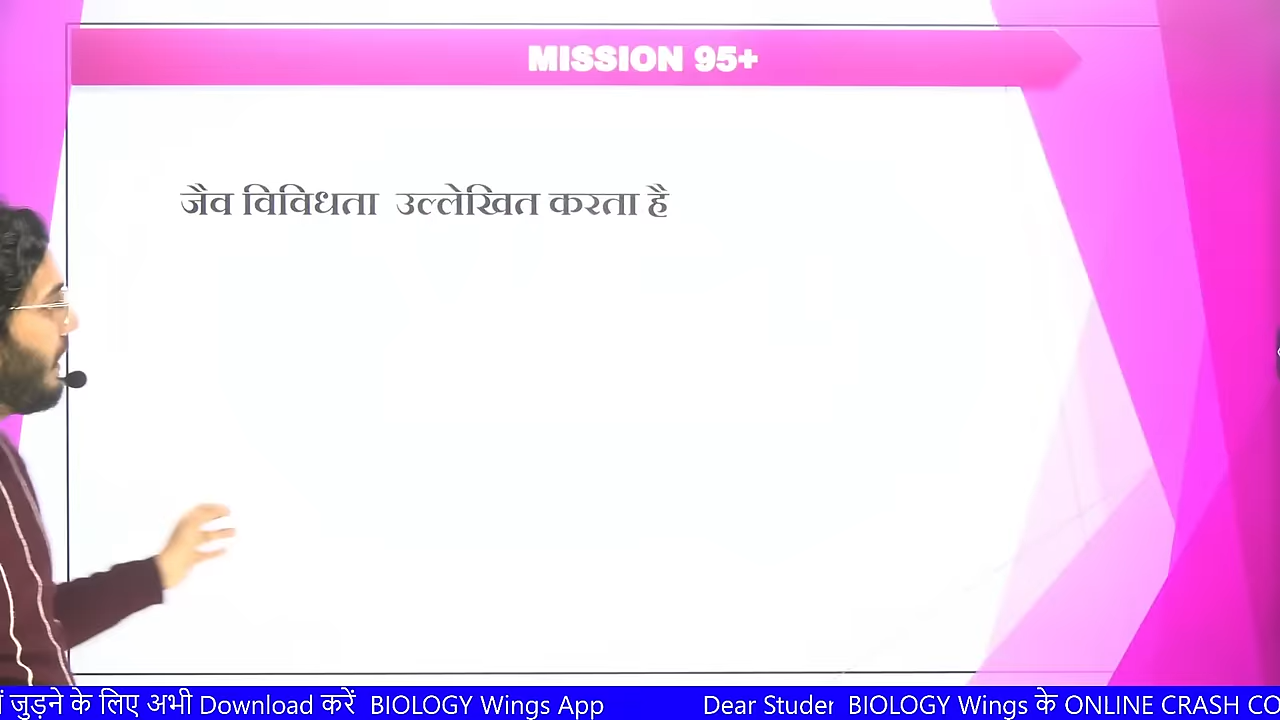 MISSION 95+
जैव विविधता उल्लेखित करता है
जुड़ने के लिए अभी Download करें BIOLOGY Wings App Dear Studer BIOLOGY Wings के ONLINE CRASH CO